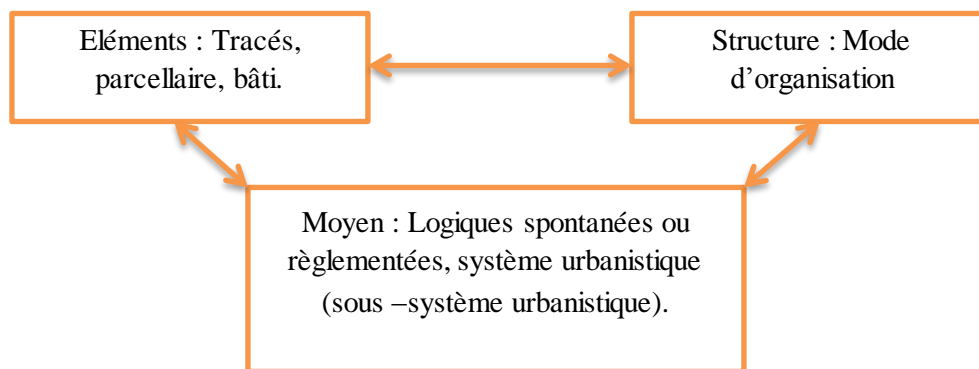 Eléments : Tracés,
parcellaire, bâti.
Structure : Mode
d’organisation
Moyen : Logiques spontanées ou
règlementées, système urbanistique
(sous –système urbanistique).